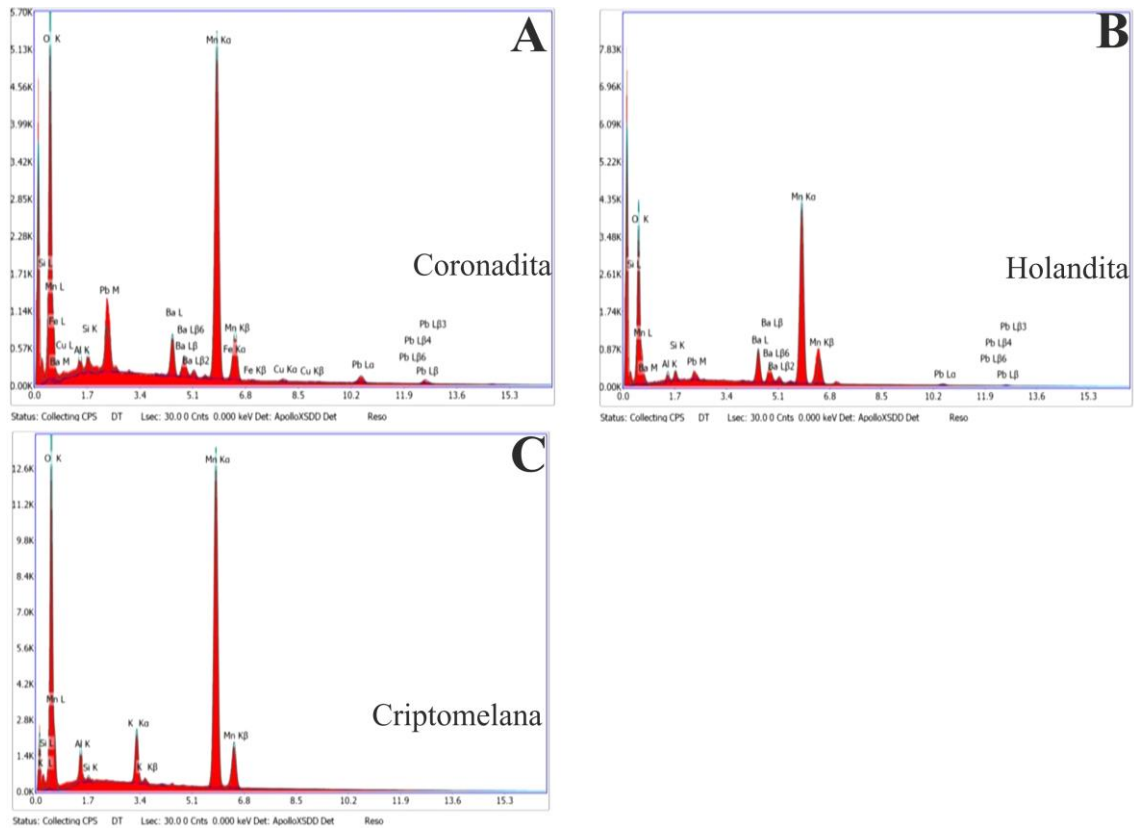 A
5.70K
O K
Mn Kα
5.13K
4.56K
3.99K
3.42K
2.85K
2.28K
Coronadita
Si L
1.71K
Mn L
Pb M
1.14K
Fe L
Si K
Ba L
Ba Lβ6
Mn Kβ
Pb Lβ3
Pb Lβ4
0.57K
Cu L
Al K
Ba Lβ
Fe Kα
Pb Lβ6
Ba M
Ba Lβ2
Fe Kβ
Cu Kα
Cu Kβ
Pb Lα
Pb Lβ
0.00K
0.0 1.7 3.4 5.1 6.8 8.5 10.2 11.9 13.6 15.3
Status: Collecting CPS DT Lsec: 30.0 0 Cnts 0.000 keV Det: ApolloXSDD Det Reso
B
7.83K
6.96K
6.09K
5.22K
4.35K
Mn Kα
O K
3.48K
Si L
2.61K
Holandita
1.74K
Mn L
Ba Lβ
Pb Lβ3
0.87K
Si K
Ba L
Mn Kβ
Pb Lβ4
Ba M
Al K
Pb M
Ba Lβ6
Ba Lβ2
Pb Lβ6
Pb Lα
Pb Lβ
0.00K
0.0 1.7 3.4 5.1 6.8 8.5 10.2 11.9 13.6 15.3
Status: Collecting CPS DT Lsec: 30.0 0 Cnts 0.000 keV Det: ApolloXSDD Det Reso
C
O K
Mn Kα
12.6K
11.2K
9.8K
8.4K
7.0K
5.6K
4.2K
Mn L
Criptomelana
2.8K
K Kα
Mn Kβ
1.4K
Si L
Al K
K L
Si K
K Kβ
0.00K
0.0 1.7 3.4 5.1 6.8 8.5 10.2 11.9 13.6 15.3
Status: Collecting CPS DT Lsec: 30.0 0 Cnts 0.000 keV Det: ApolloXSDD Det Reso